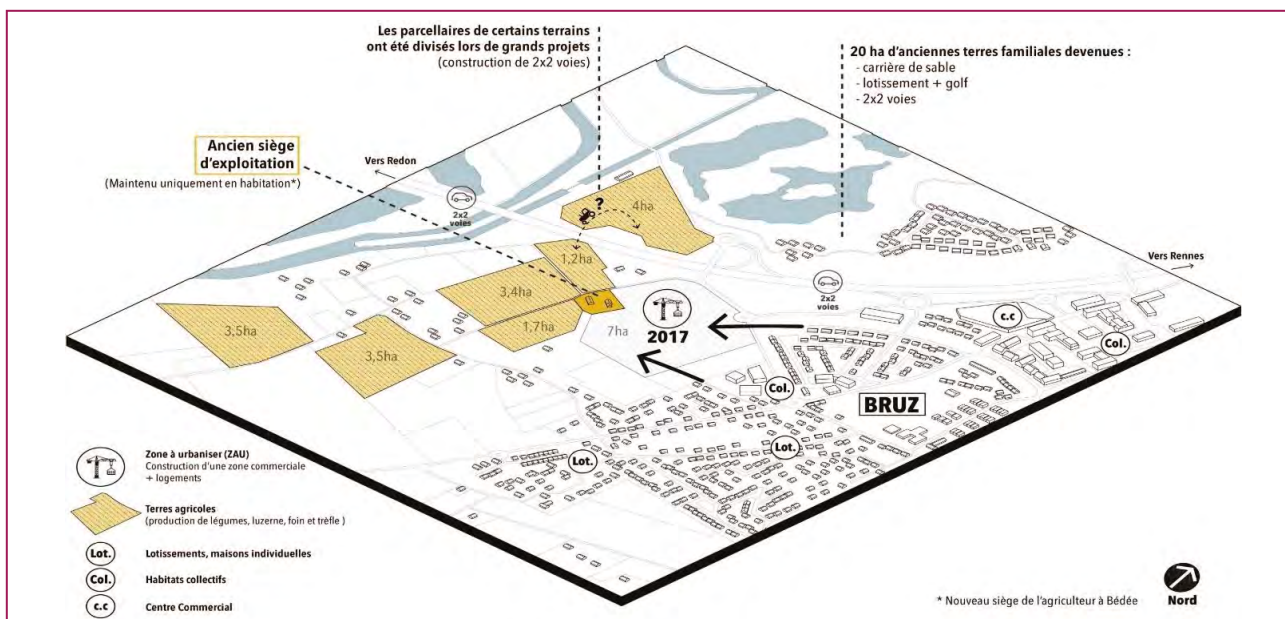 Les parcellaires de certains terrains
ont été divisés lors de grands projets
(construction de 2x2 voies)
20 ha d'anciennes terres familiales devenues :
- carrière de sable
- lotissement + golf
- 2x2 voies
Ancien siège
d'exploitation
(Maintenu uniquement en habitation*)
Vers Redon
2x2
voies
?
4ha
1,2ha
Vers Rennes
3,4ha
2x2
voies
3,5ha
1,7ha
7ha
2017
c.c
3,5ha
Col.
Col.
BRUZ
Lot.
Lot.
Zone à urbaniser (ZAU)
Construction d'une zone commerciale
+ logements
Terres agricoles
(production de légumes, luzerne, foin et trèfle )
Lot.
Lotissements, maisons individuelles
Col.
Habitats collectifs
c.c
Centre Commercial
* Nouveau siège de l'agriculteur à Bédée
Nord